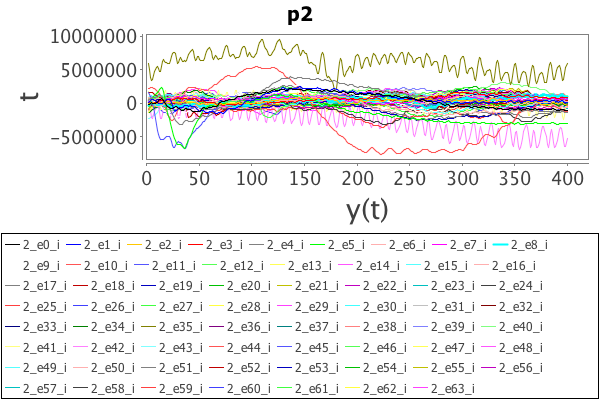 p2
10000000
5000000
0
-5000000
t
0 50 100 150 200 250 300 350 400
y(t)
2_e0_i 2_e1_i 2_e2_i 2_e3_i 2_e4_i 2_e5_i 2_e6_i 2_e7_i 2_e8_i
2_e9_i 2_e10_i 2_e11_i 2_e12_i 2_e13_i 2_e14_i 2_e15_i 2_e16_i
2_e17_i 2_e18_i 2_e19_i 2_e20_i 2_e21_i 2_e22_i 2_e23_i 2_e24_i
2_e25_i 2_e26_i 2_e27_i 2_e28_i 2_e29_i 2_e30_i 2_e31_i 2_e32_i
2_e33_i 2_e34_i 2_e35_i 2_e36_i 2_e37_i 2_e38_i 2_e39_i 2_e40_i
2_e41_i 2_e42_i 2_e43_i 2_e44_i 2_e45_i 2_e46_i 2_e47_i 2_e48_i
2_e49_i 2_e50_i 2_e51_i 2_e52_i 2_e53_i 2_e54_i 2_e55_i 2_e56_i
2_e57_i 2_e58_i 2_e59_i 2_e60_i 2_e61_i 2_e62_i 2_e63_i